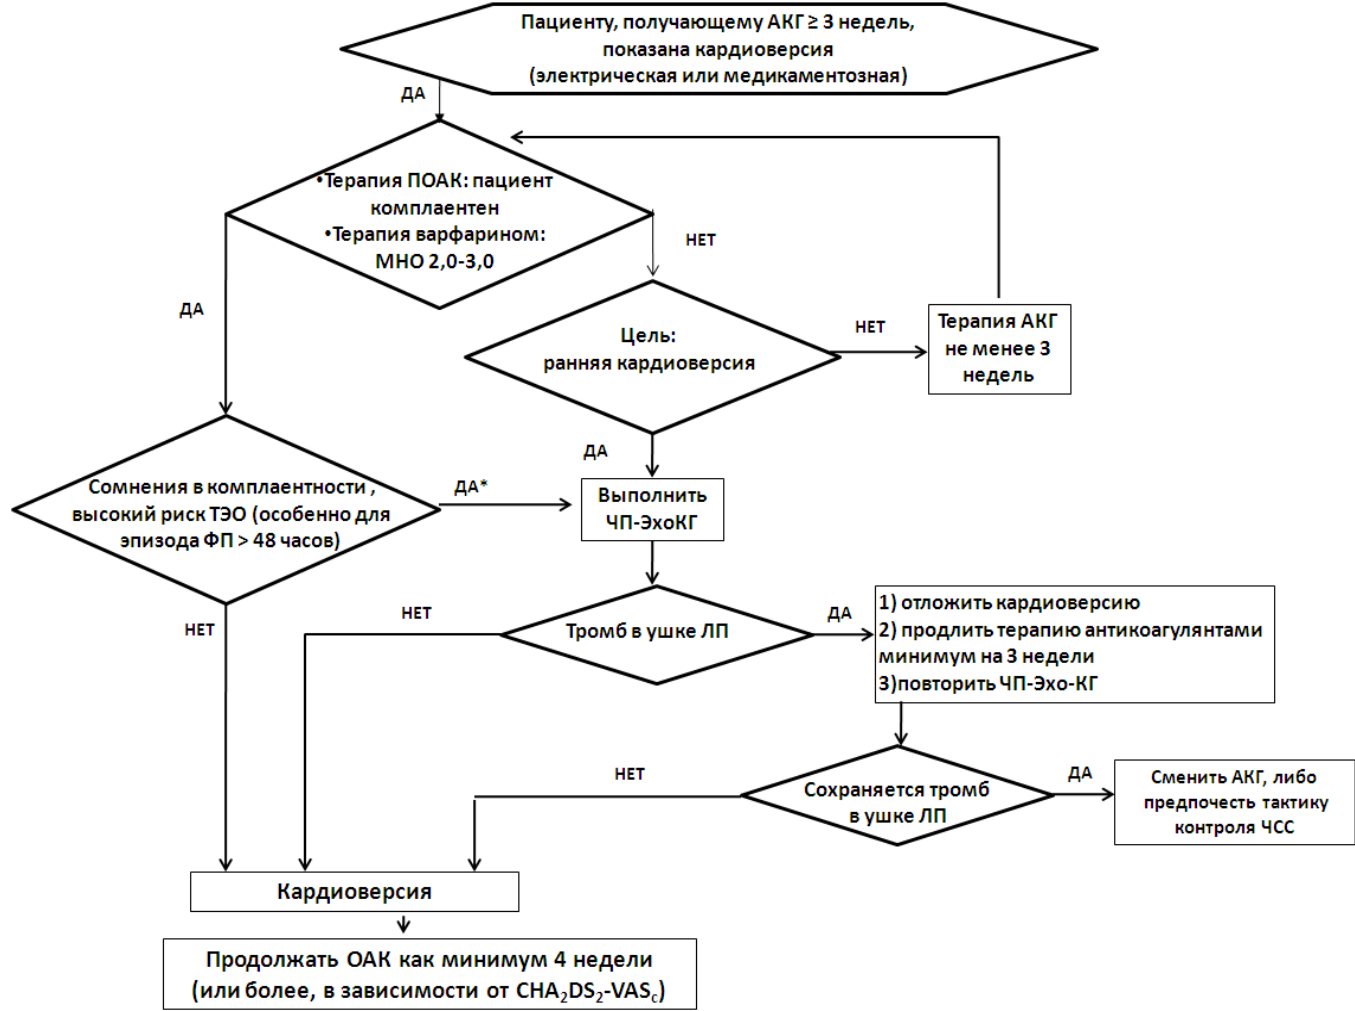 Пациенту, получающему АКГ ≥ 3 недель,
показана кардиоверсия
(электрическая или медикаментозная)
ДА
•Терапия ПОАК: пациент
комплаентен
•Терапия варфарином:
МНО 2,0-3,0
НЕТ
ДА
Цель:
ранняя кардиоверсия
НЕТ
Терапия АКГ
не менее 3
недель
ДА
Сомнения в комплаентности ,
высокий риск ТЭО (особенно для
эпизода ФП > 48 часов)
ДА*
Выполнить
ЧП-ЭхоКГ
НЕТ
НЕТ
Тромб в ушке ЛП
ДА
1) отложить кардиоверсию
2) продлить терапию антикоагулянтами
минимум на 3 недели
3)повторить ЧП-Эхо-КГ
НЕТ
Сохраняется тромб
в ушке ЛП
ДА
Сменить АКГ, либо
предпочесть тактику
контроля ЧСС
Кардиоверсия
Продолжать ОАК как минимум 4 недели
(или более, в зависимости от CHA₂DS₂-VASc)